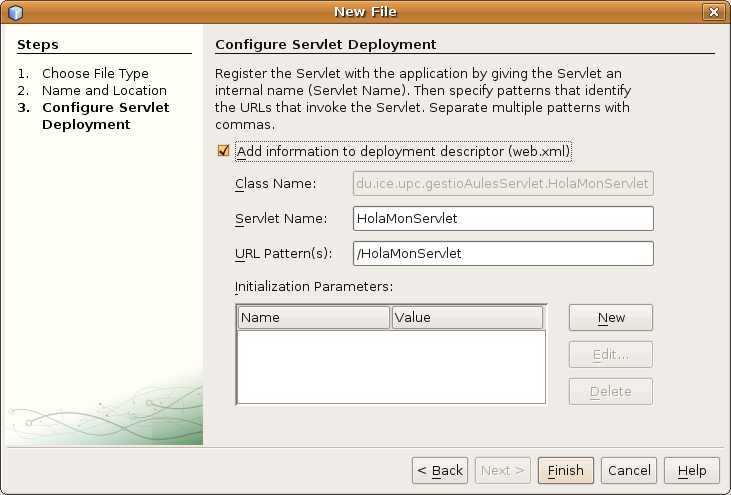 New File
Steps
1. Choose File Type
2. Name and Location
3. Configure Servlet
Deployment
Configure Servlet Deployment
Register the Servlet with the application by giving the Servlet an
internal name (Servlet Name). Then specify patterns that identify
the URLs that invoke the Servlet. Separate multiple patterns with
commas.
Add information to deployment descriptor (web.xml)
Class Name: du.ice.upc.gestioAulesServlet.HolaMonServlet
Servlet Name: HolaMonServlet
URL Pattern(s): /HolaMonServlet
Initialization Parameters:
Name Value
New
Edit...
Delete
< Back Next > Finish Cancel Help